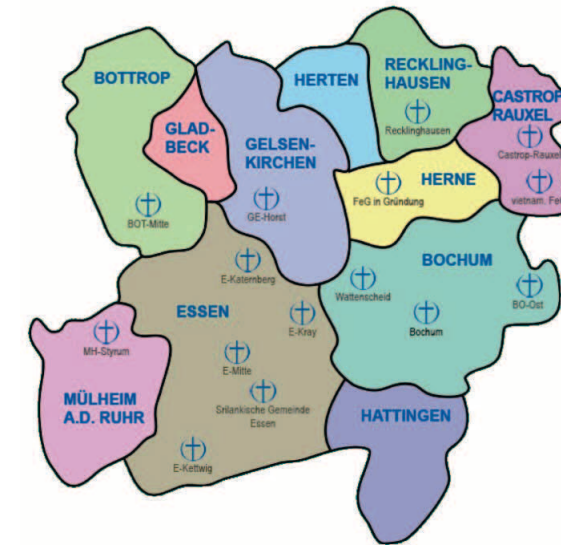 BOTTROP
HERTEN
RECKLING-
HAUSEN
Recklinghausen
CASTROP
RAUXEL
Castrop-Rauxel
vietnam. FeG
GLAD-
BECK
GELSEN-
KIRCHEN
GE-Horst
HERNE
FeG in Gründung
BOT-Mitte
BOCHUM
Wattenscheid
Bochum
BO-Ost
E-Katernberg
ESSEN
E-Kray
E-Mitte
Srilankische Gemeinde
Essen
E-Kettwig
MH-Styrum
MÜLHEIM
A.D. RUHR
HATTINGEN